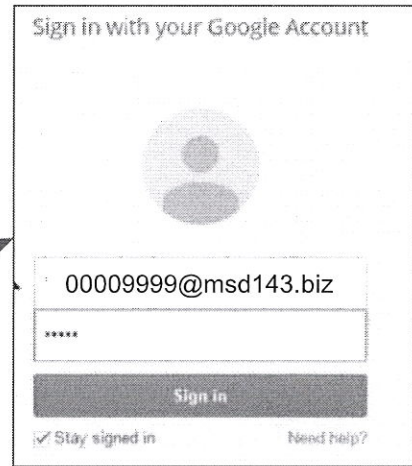 Sign in with your Google Account
00009999@msd143.biz
*****
Sign in
✓ Stay signed in Need help?